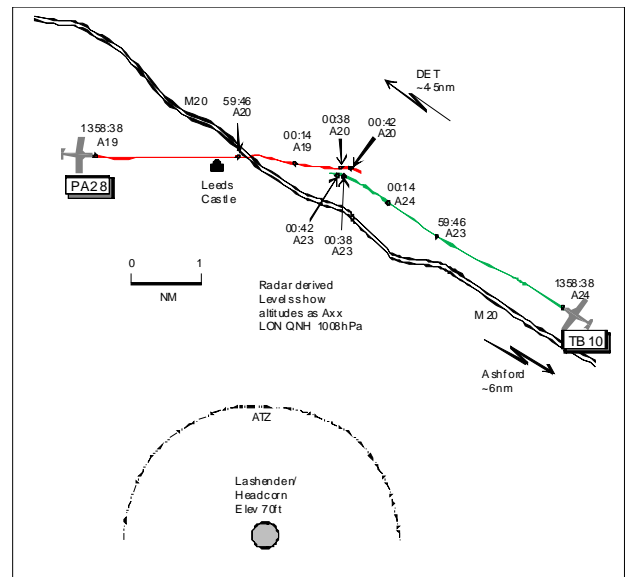 DET
~4·5nm
M20
59:46
A20
00:38
A20
00:42
A20
1358:38
A19
00:14
A19
PA28
Leeds
Castle
00:14
A24
00:42
A23
00:38
A23
59:46
A23
0 1
NM
Radar derived
Levels show
altitudes as Axx
LON QNH 1008hPa
1358:38
A24
M20
TB10
Ashford
~6nm
ATZ
Lashenden/
Headcorn
Elev 70ft